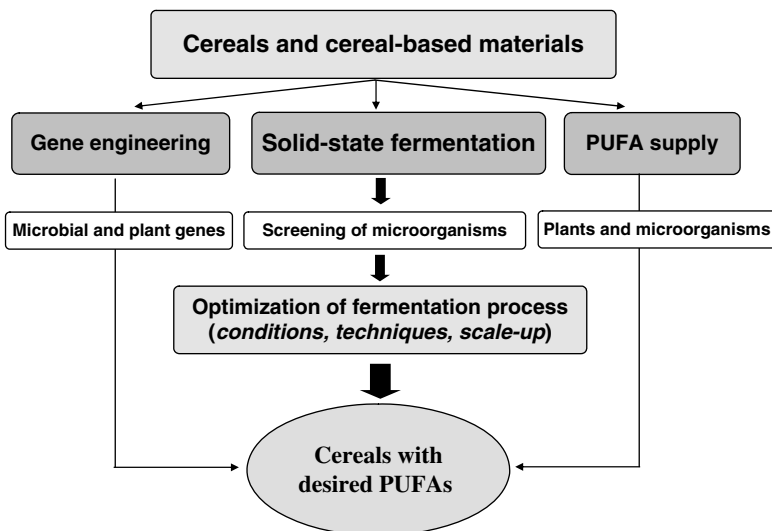 Cereals and cereal-based materials
Gene engineering
Solid-state fermentation
PUFA supply
Microbial and plant genes
Screening of microorganisms
Plants and microorganisms
Optimization of fermentation process
(conditions, techniques, scale-up)
Cereals with
desired PUFAs